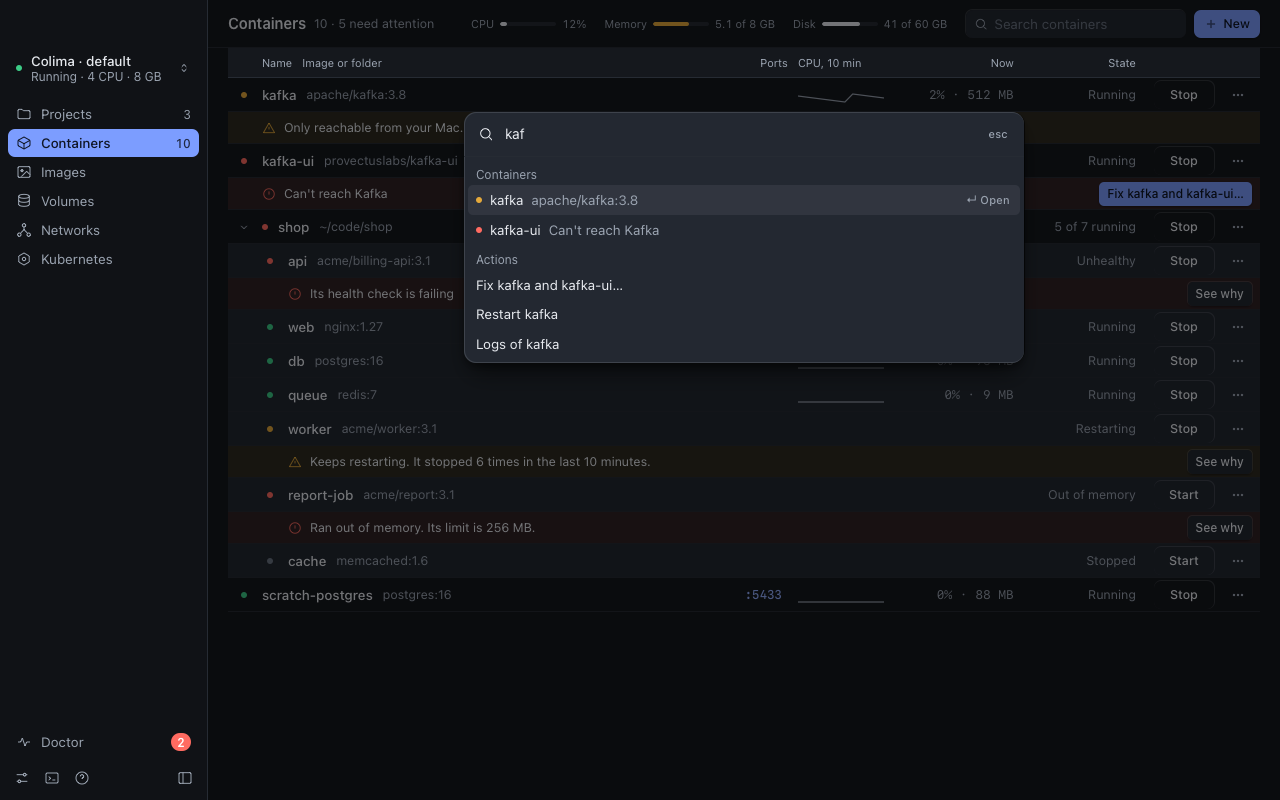 Colima · default
Running · 4 CPU · 8 GB
Projects 3
Containers 10
Images
Volumes
Networks
Kubernetes
Doctor 2
Containers 10 · 5 need attention CPU 12% Memory 5.1 of 8 GB Disk 41 of 60 GB Search containers New
Name Image or folder Ports CPU, 10 min Now State
kafka apache/kafka:3.8 2% · 512 MB Running Stop
Only reachable from your Mac.
kafka-ui provectuslabs/kafka-ui Running Stop
Can't reach Kafka Fix kafka and kafka-ui...
shop ~/code/shop 5 of 7 running Stop
api acme/billing-api:3.1 Unhealthy Stop
Its health check is failing See why
web nginx:1.27 Running Stop
db postgres:16 Running Stop
queue redis:7 0% · 9 MB Running Stop
worker acme/worker:3.1 Restarting Stop
Keeps restarting. It stopped 6 times in the last 10 minutes. See why
report-job acme/report:3.1 Out of memory Start
Ran out of memory. Its limit is 256 MB. See why
cache memcached:1.6 Stopped Start
scratch-postgres postgres:16 :5433 0% · 88 MB Running Stop
kaf esc
Containers
kafka apache/kafka:3.8 ↵ Open
kafka-ui Can't reach Kafka
Actions
Fix kafka and kafka-ui...
Restart kafka
Logs of kafka